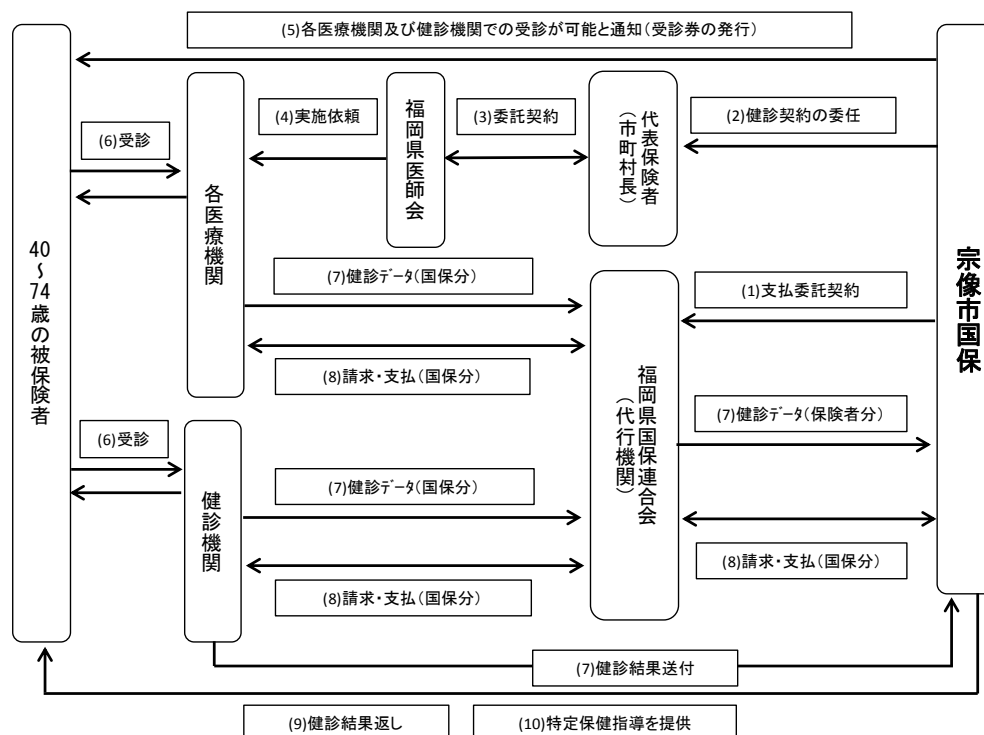 (5)各医療機関及び健診機関での受診が可能と通知(受診券の発行)
(4)実施依頼
(3)委託契約
(2)健診契約の委任
(6)受診
福岡県医師会
代表保険者
(市町村長)
各医療機関
40~74歳の被保険者
宗像市国保
(7)健診データ(国保分)
(1)支払委託契約
(8)請求・支払(国保分)
福岡県国保連合会
(代行機関)
(7)健診データ(保険者分)
(6)受診
(7)健診データ(国保分)
健診機関
(8)請求・支払(国保分)
(8)請求・支払(国保分)
(7)健診結果送付
(9)健診結果返し
(10)特定保健指導を提供